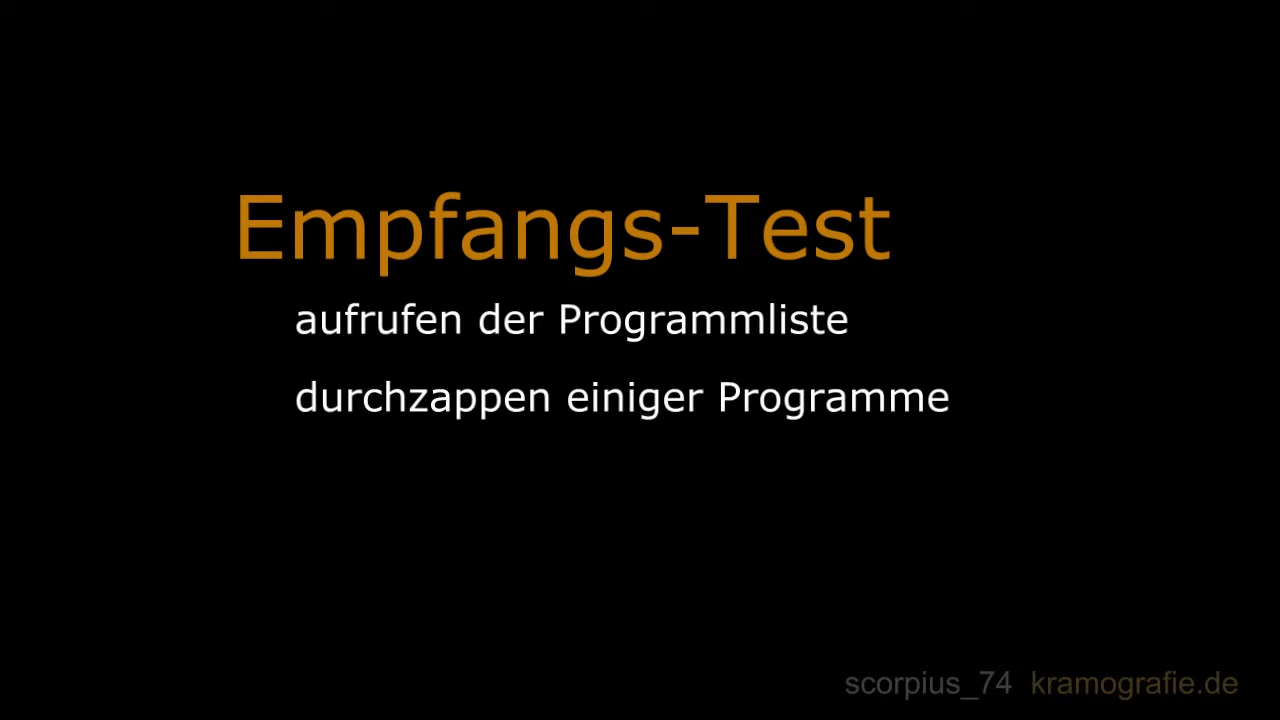 Empfangs-Test
aufrufen der Programmliste
durchzappen einiger Programme
scorpius_74 kramografie.de